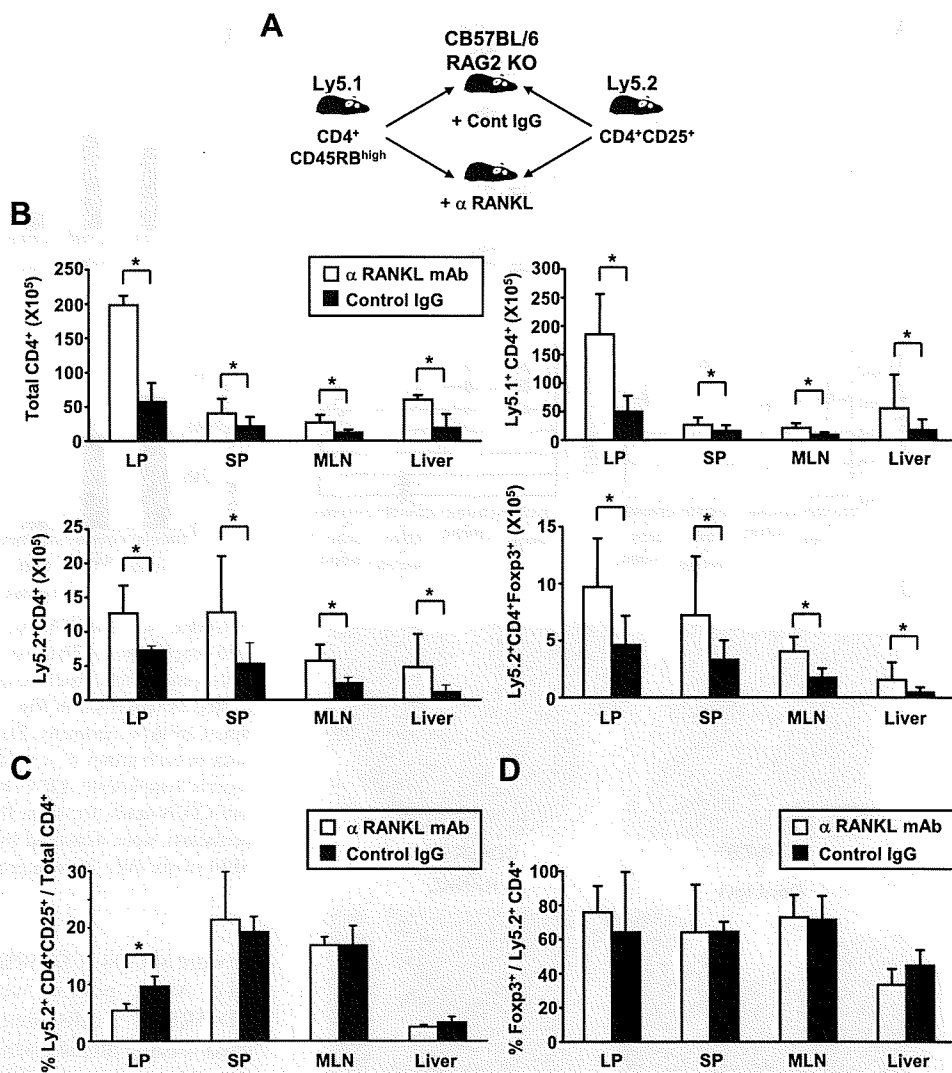 A
CB57BL/6
RAG2 KO
Ly5.1
Ly5.2
+ Cont IgG
CD4⁺
CD45RBʰⁱᵍʰ
CD4⁺CD25⁺
+ α RANKL
B
Total CD4⁺ (X10⁵)
250
200
150
100
50
0
*
*
*
*
LP
SP
MLN
Liver
α RANKL mAb
Control IgG
Ly5.1⁺ CD4⁺ (X10⁵)
300
250
200
150
100
50
0
*
*
*
*
LP
SP
MLN
Liver
Ly5.2⁺CD4⁺ (X10⁵)
25
20
15
10
5
0
*
*
*
*
LP
SP
MLN
Liver
Ly5.2⁺CD4⁺Foxp3⁺ (X10⁵)
15
10
5
0
*
*
*
*
LP
SP
MLN
Liver
C
% Ly5.2⁺ CD4⁺CD25⁺ / Total CD4⁺
30
20
10
0
*
LP
SP
MLN
Liver
α RANKL mAb
Control IgG
D
% Foxp3⁺ / Ly5.2⁺ CD4⁺
100
80
60
40
20
0
LP
SP
MLN
Liver
α RANKL mAb
Control IgG